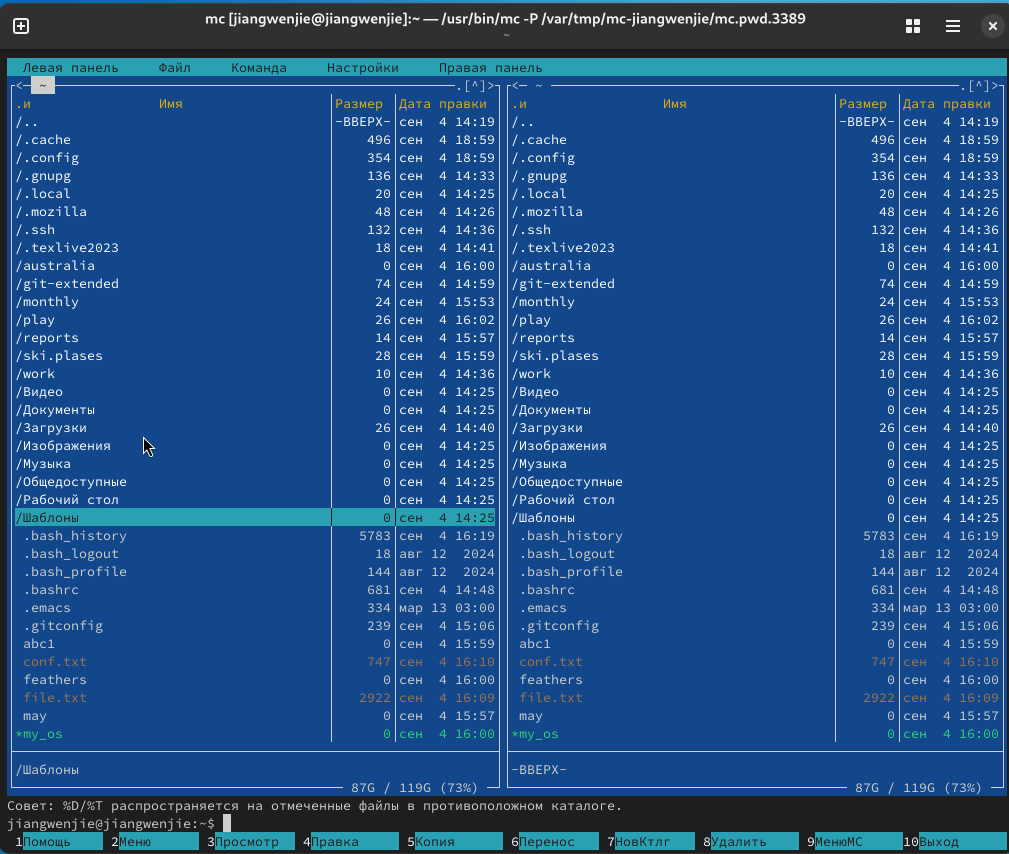 mc [jiangwenjie@jiangwenjie]:~ — /usr/bin/mc -P /var/tmp/mc-jiangwenjie/mc.pwd.3389
~
Левая панель Файл Команда Настройки Правая панель
<─ ~ .[^]> <─ ~ .[^]>
.и Имя Размер Дата правки .и Имя Размер Дата правки
/.. -ВВЕРХ- сен 4 14:19 /.. -ВВЕРХ- сен 4 14:19
/.cache 496 сен 4 18:59 /.cache 496 сен 4 18:59
/.config 354 сен 4 18:59 /.config 354 сен 4 18:59
/.gnupg 136 сен 4 14:33 /.gnupg 136 сен 4 14:33
/.local 20 сен 4 14:25 /.local 20 сен 4 14:25
/.mozilla 48 сен 4 14:26 /.mozilla 48 сен 4 14:26
/.ssh 132 сен 4 14:36 /.ssh 132 сен 4 14:36
/.texlive2023 18 сен 4 14:41 /.texlive2023 18 сен 4 14:41
/australia 0 сен 4 16:00 /australia 0 сен 4 16:00
/git-extended 74 сен 4 14:59 /git-extended 74 сен 4 14:59
/monthly 24 сен 4 15:53 /monthly 24 сен 4 15:53
/play 26 сен 4 16:02 /play 26 сен 4 16:02
/reports 14 сен 4 15:57 /reports 14 сен 4 15:57
/ski.plases 28 сен 4 15:59 /ski.plases 28 сен 4 15:59
/work 10 сен 4 14:36 /work 10 сен 4 14:36
/Видео 0 сен 4 14:25 /Видео 0 сен 4 14:25
/Документы 0 сен 4 14:25 /Документы 0 сен 4 14:25
/Загрузки 26 сен 4 14:40 /Загрузки 26 сен 4 14:40
/Изображения 0 сен 4 14:25 /Изображения 0 сен 4 14:25
/Музыка 0 сен 4 14:25 /Музыка 0 сен 4 14:25
/Общедоступные 0 сен 4 14:25 /Общедоступные 0 сен 4 14:25
/Рабочий стол 0 сен 4 14:25 /Рабочий стол 0 сен 4 14:25
/Шаблоны 0 сен 4 14:25 /Шаблоны 0 сен 4 14:25
.bash_history 5783 сен 4 16:19 .bash_history 5783 сен 4 16:19
.bash_logout 18 авг 12 2024 .bash_logout 18 авг 12 2024
.bash_profile 144 авг 12 2024 .bash_profile 144 авг 12 2024
.bashrc 681 сен 4 14:48 .bashrc 681 сен 4 14:48
.emacs 334 мар 13 03:00 .emacs 334 мар 13 03:00
.gitconfig 239 сен 4 15:06 .gitconfig 239 сен 4 15:06
abc1 0 сен 4 15:59 abc1 0 сен 4 15:59
conf.txt 747 сен 4 16:10 conf.txt 747 сен 4 16:10
feathers 0 сен 4 16:00 feathers 0 сен 4 16:00
file.txt 2922 сен 4 16:09 file.txt 2922 сен 4 16:09
may 0 сен 4 15:57 may 0 сен 4 15:57
*my_os 0 сен 4 16:00 *my_os 0 сен 4 16:00
/Шаблоны -ВВЕРХ-
87G / 119G (73%) 87G / 119G (73%)
Совет: %D/%T распространяется на отмеченные файлы в противоположном каталоге.
jiangwenjie@jiangwenjie:~$
1Помощь 2Меню 3Просмотр 4Правка 5Копия 6Перенос 7НовКтлг 8Удалить 9МенюМС 10Выход